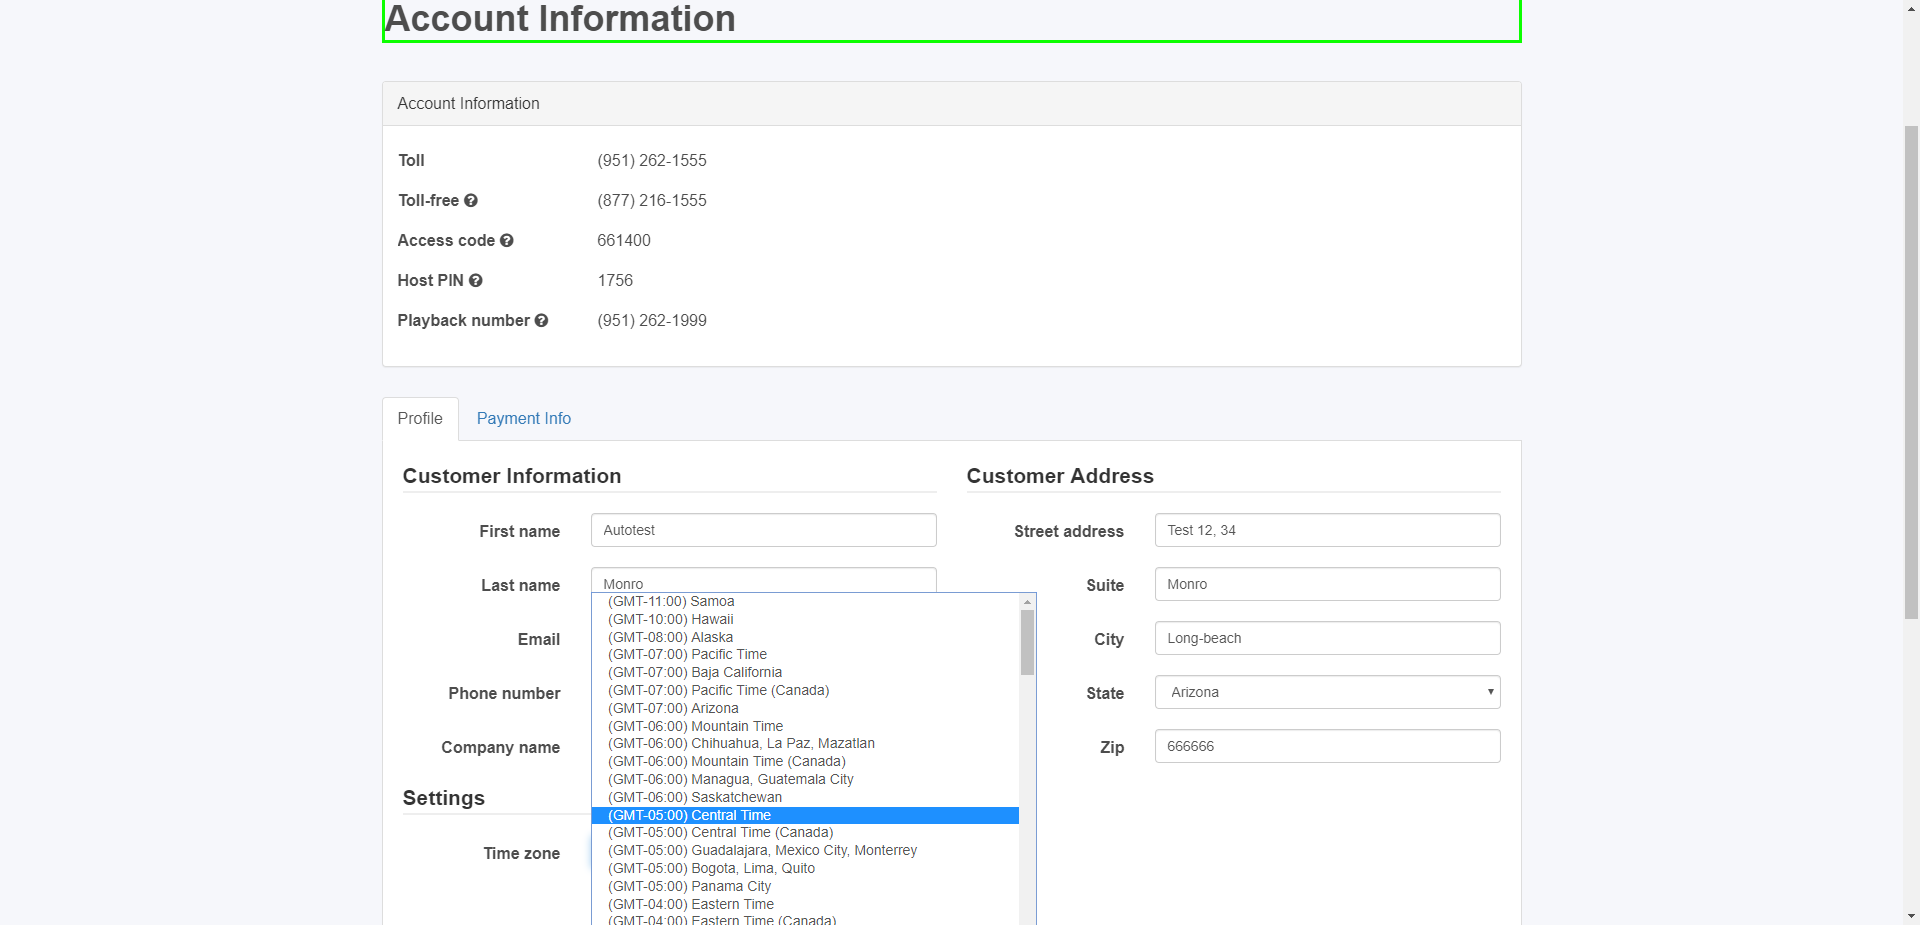 Account Information
Account Information
Toll (951) 262-1555
Toll-free (877) 216-1555
Access code 661400
Host PIN 1756
Playback number (951) 262-1999
Profile Payment Info
Customer Information
First name Autotest
Last name Monro
Email
Phone number
Company name
Settings
Time zone
(GMT-11:00) Samoa
(GMT-10:00) Hawaii
(GMT-08:00) Alaska
(GMT-07:00) Pacific Time
(GMT-07:00) Baja California
(GMT-07:00) Pacific Time (Canada)
(GMT-07:00) Arizona
(GMT-06:00) Mountain Time
(GMT-06:00) Chihuahua, La Paz, Mazatlan
(GMT-06:00) Mountain Time (Canada)
(GMT-06:00) Managua, Guatemala City
(GMT-06:00) Saskatchewan
(GMT-05:00) Central Time
(GMT-05:00) Central Time (Canada)
(GMT-05:00) Guadalajara, Mexico City, Monterrey
(GMT-05:00) Bogota, Lima, Quito
(GMT-05:00) Panama City
(GMT-04:00) Eastern Time
(GMT-04:00) Eastern Time (Canada)
Customer Address
Street address Test 12, 34
Suite Monro
City Long-beach
State Arizona
Zip 666666